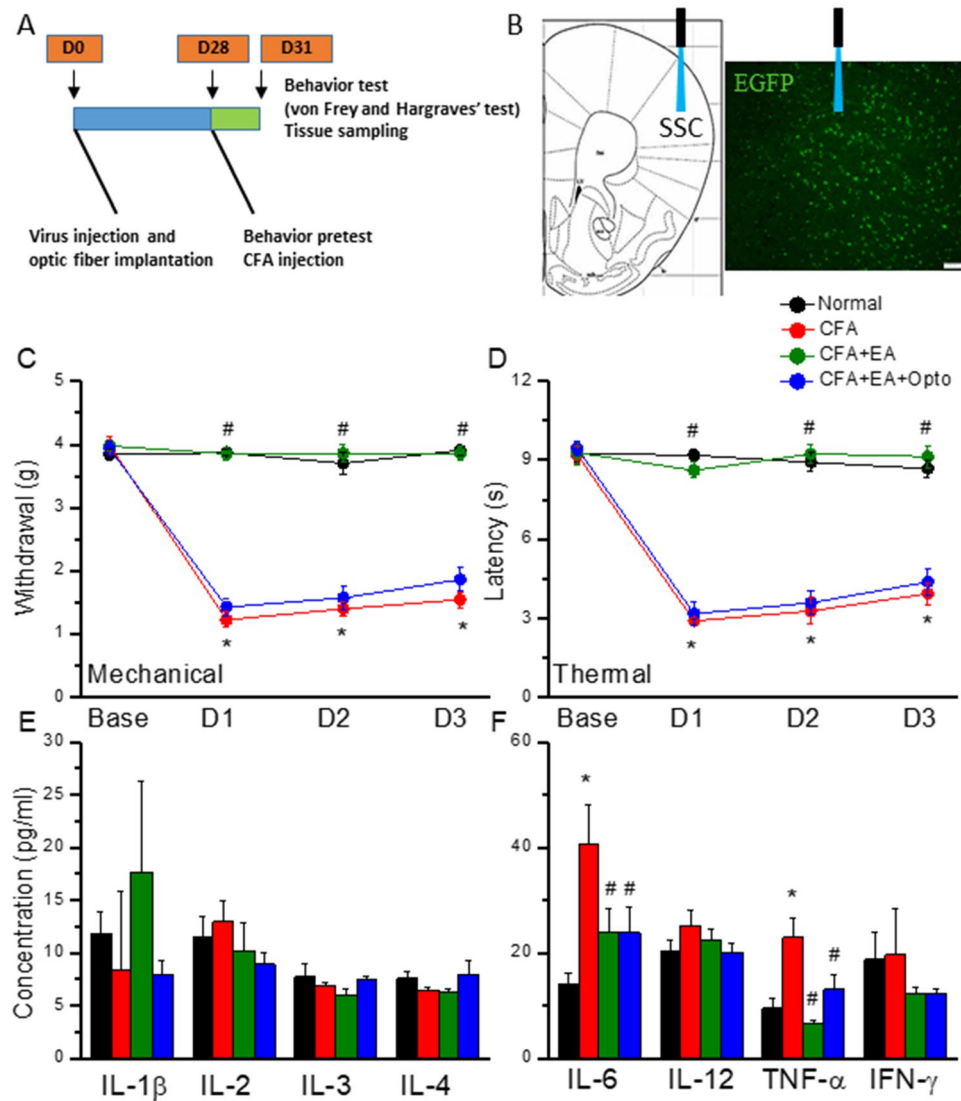 A
D0
D28
D31
Behavior test
(von Frey and Hargraves’ test)
Tissue sampling
Virus injection and
optic fiber implantation
Behavior pretest
CFA injection
B
SSC
EGFP
Normal
CFA
CFA+EA
CFA+EA+Opto
C
5
4
3
2
1
0
Withdrawal (g)
# # #
* * *
Mechanical
Base D1 D2 D3
D
12
9
6
3
0
Latency (s)
# # #
* * *
Thermal
Base D1 D2 D3
E
30
25
20
15
10
5
0
Concentration (pg/ml)
IL-1β IL-2 IL-3 IL-4
F
60
40
20
0
*
# #
*
#
#
IL-6 IL-12 TNF-α IFN-γ